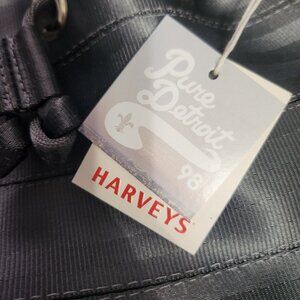 Pure
Detroit
98
HARVEYS